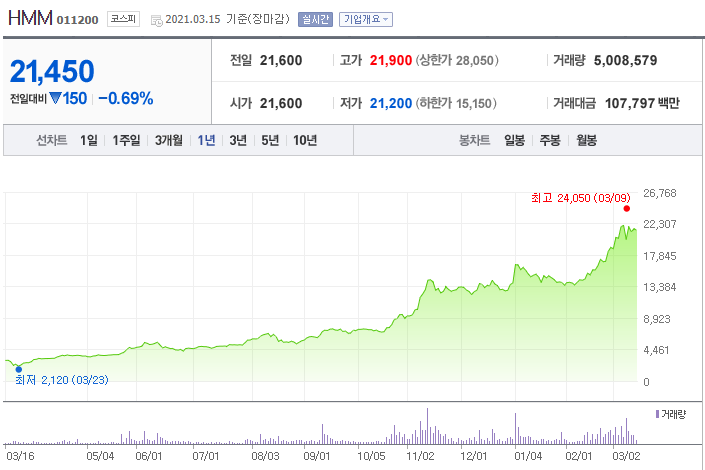 HMM 011200 코스피 2021.03.15 기준(장마감) 실시간 기업개요
21,450
전일대비 ▼150 -0.69%
전일 21,600 고가 21,900 (상한가 28,050) 거래량 5,008,579
시가 21,600 저가 21,200 (하한가 15,150) 거래대금 107,797 백만
선차트 1일 1주일 3개월 1년 3년 5년 10년 봉차트 일봉 주봉 월봉
최고 24,050 (03/09)
26,768
22,307
17,845
13,384
8,923
4,461
0
최저 2,120 (03/23)
거래량
03/16 05/04 06/01 07/01 08/03 09/01 10/05 11/02 12/01 01/04 02/01 03/02